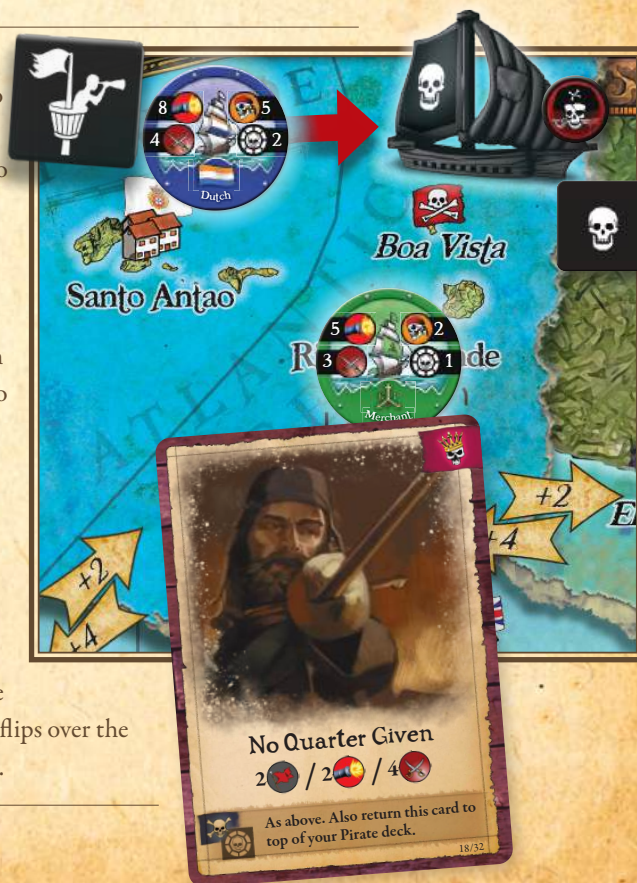 8
5
4
2
Dutch
Boa Vista
Santo Antao
5
2
3
1
Merchant
+2
+4
+2
+4
flips over the
No Quarter Given
2 / 2 / 4
As above. Also return this card to
top of your Pirate deck.
18/32